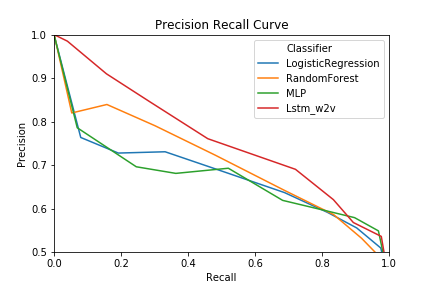 Precision Recall Curve
Classifier
LogisticRegression
RandomForest
MLP
Lstm_w2v
Precision
1.0
0.9
0.8
0.7
0.6
0.5
0.0 0.2 0.4 0.6 0.8 1.0
Recall